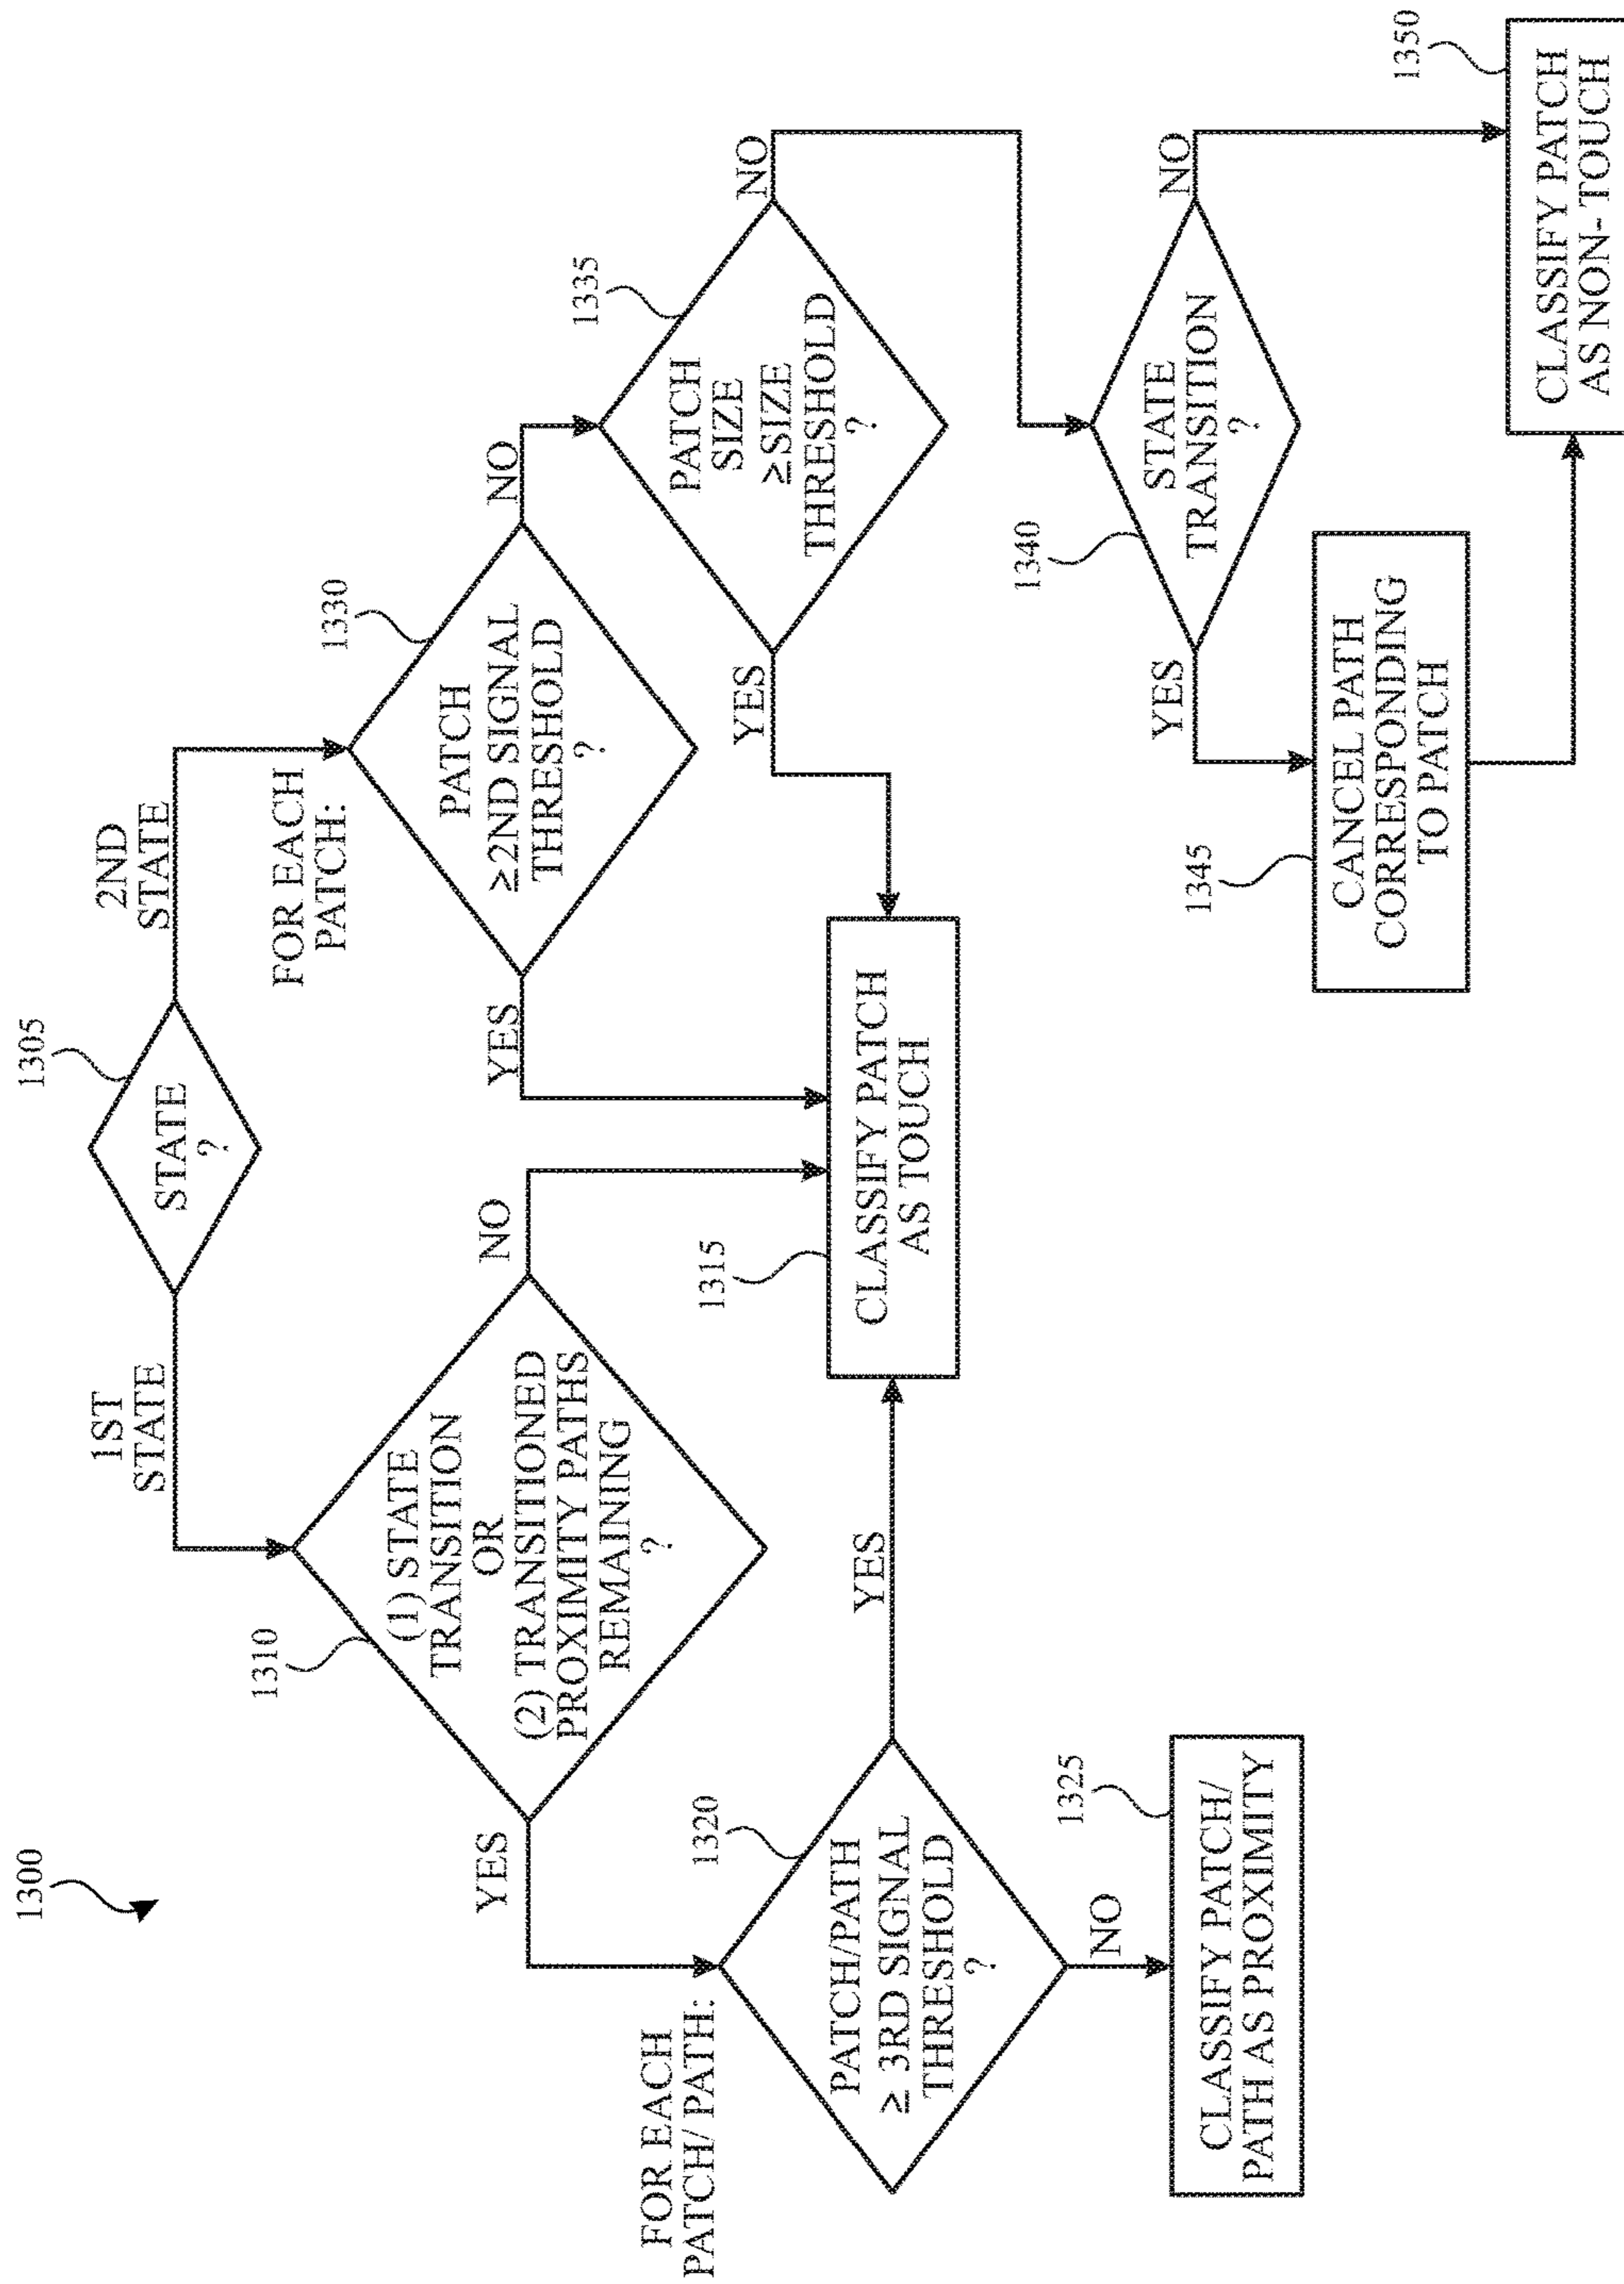 1300
1305
STATE
?
1ST
STATE
2ND
STATE
1310
(1) STATE
TRANSITION
OR
(2) TRANSITIONED
PROXIMITY PATHS
REMAINING
?
YES
NO
FOR EACH
PATCH/ PATH:
1320
PATCH/PATH
≥ 3RD SIGNAL
THRESHOLD
?
YES
NO
1325
CLASSIFY PATCH/
PATH AS PROXIMITY
1315
CLASSIFY PATCH
AS TOUCH
FOR EACH
PATCH:
1330
PATCH
≥2ND SIGNAL
THRESHOLD
?
YES
NO
1335
PATCH
SIZE
≥SIZE
THRESHOLD
?
YES
NO
1340
STATE
TRANSITION
?
YES
NO
1345
CANCEL PATH
CORRESPONDING
TO PATCH
1350
CLASSIFY PATCH
AS NON- TOUCH